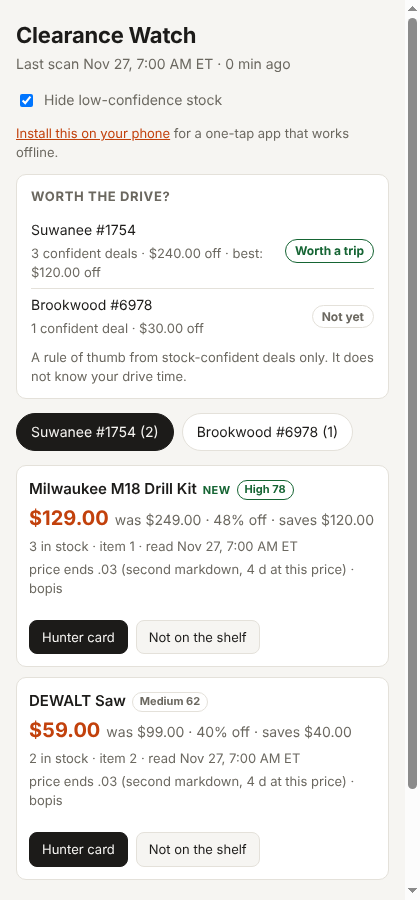 Clearance Watch
Last scan Nov 27, 7:00 AM ET · 0 min ago
Hide low-confidence stock
Install this on your phone for a one-tap app that works
offline.
WORTH THE DRIVE?
Suwanee #1754
3 confident deals · $240.00 off · best:
$120.00 off
Worth a trip
Brookwood #6978
1 confident deal · $30.00 off
Not yet
A rule of thumb from stock-confident deals only. It does
not know your drive time.
Suwanee #1754 (2)
Brookwood #6978 (1)
Milwaukee M18 Drill Kit NEW High 78
$129.00 was $249.00 · 48% off · saves $120.00
3 in stock · item 1 · read Nov 27, 7:00 AM ET
price ends .03 (second markdown, 4 d at this price) ·
bopis
Hunter card
Not on the shelf
DEWALT Saw Medium 62
$59.00 was $99.00 · 40% off · saves $40.00
2 in stock · item 2 · read Nov 27, 7:00 AM ET
price ends .03 (second markdown, 4 d at this price) ·
bopis
Hunter card
Not on the shelf